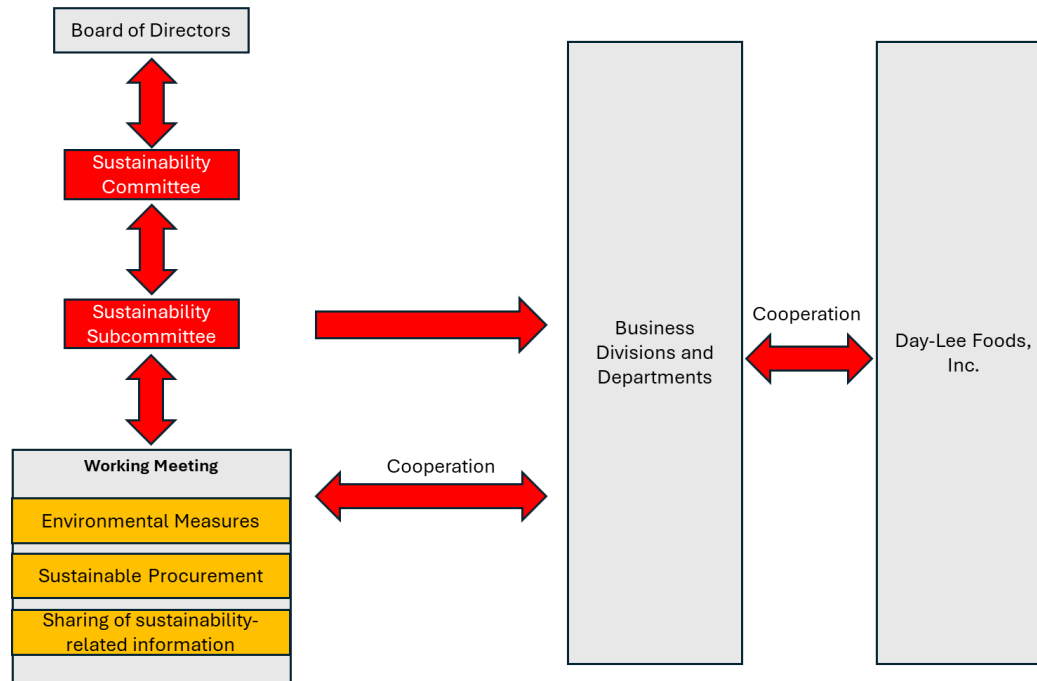 Board of Directors
Sustainability
Committee
Sustainability
Subcommittee
Working Meeting
Environmental Measures
Sustainable Procurement
Sharing of sustainability-
related information
Cooperation
Business
Divisions and
Departments
Cooperation
Day-Lee Foods,
Inc.